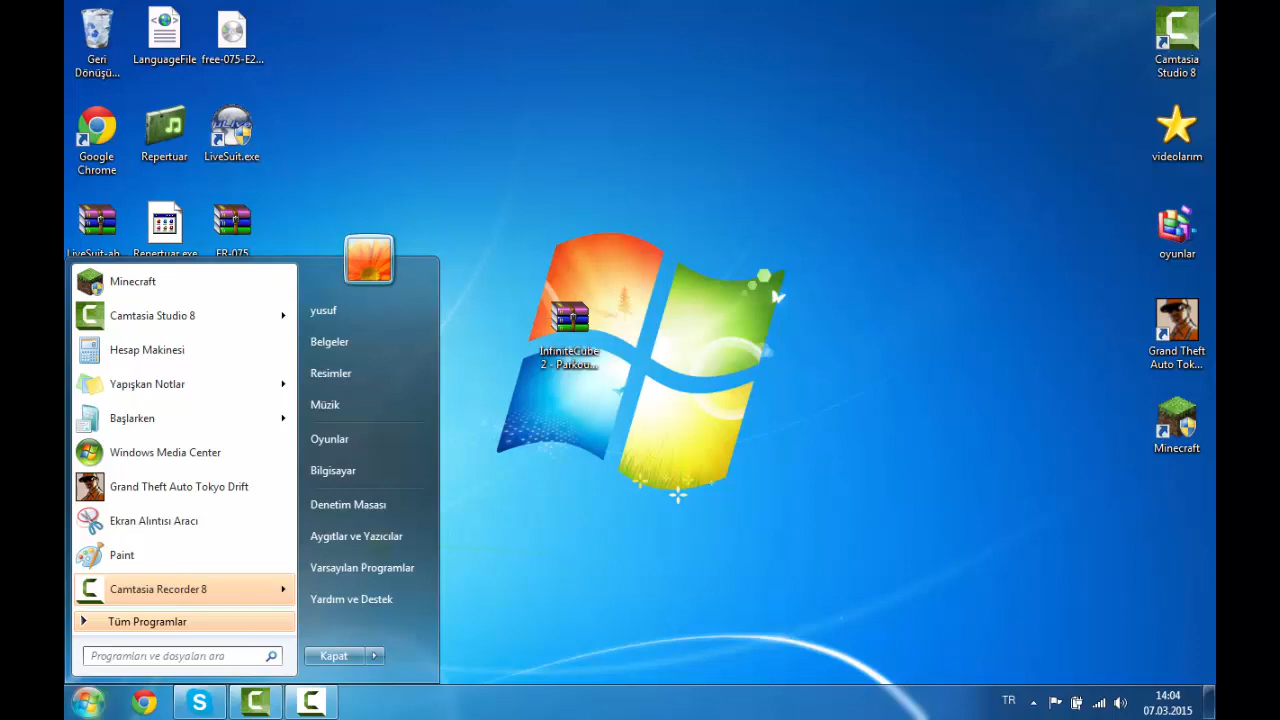 Geri
Dönüşü...
LanguageFile
free-075-E2...
Camtasia
Studio 8
Google
Chrome
Repertuar
LiveSuit.exe
videolarım
LiveSuit-ab
Repertuar.exe
FR-075
oyunlar
InfiniteCube
2 - Parkou...
Grand Theft
Auto Tok...
Minecraft
Minecraft
Camtasia Studio 8
Hesap Makinesi
Yapışkan Notlar
Başlarken
Windows Media Center
Grand Theft Auto Tokyo Drift
Ekran Alıntısı Aracı
Paint
Camtasia Recorder 8
Tüm Programlar
Programları ve dosyaları ara
yusuf
Belgeler
Resimler
Müzik
Oyunlar
Bilgisayar
Denetim Masası
Aygıtlar ve Yazıcılar
Varsayılan Programlar
Yardım ve Destek
Kapat
TR
14:04
07.03.2015